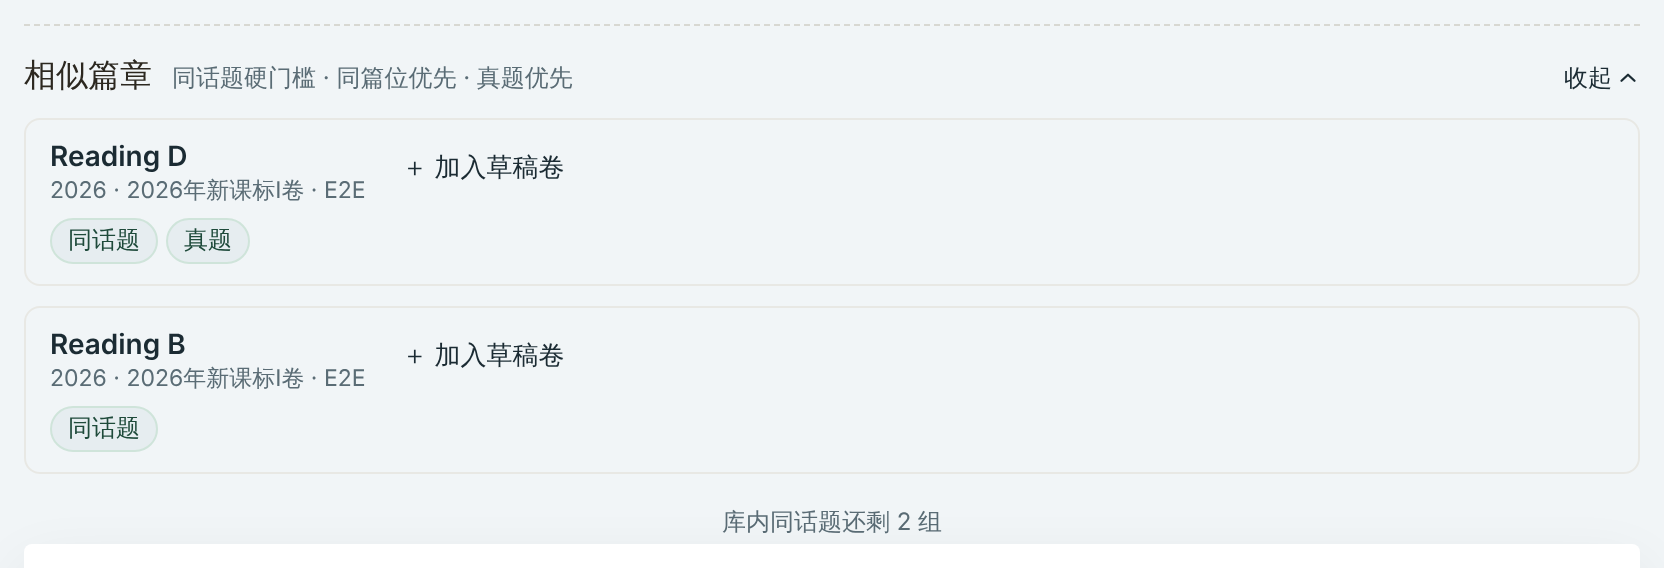 相似篇章 同话题硬门槛 · 同篇位优先 · 真题优先 收起
Reading D
+ 加入草稿卷
2026 · 2026年新课标I卷 · E2E
同话题 真题
Reading B
+ 加入草稿卷
2026 · 2026年新课标I卷 · E2E
同话题
库内同话题还剩 2 组